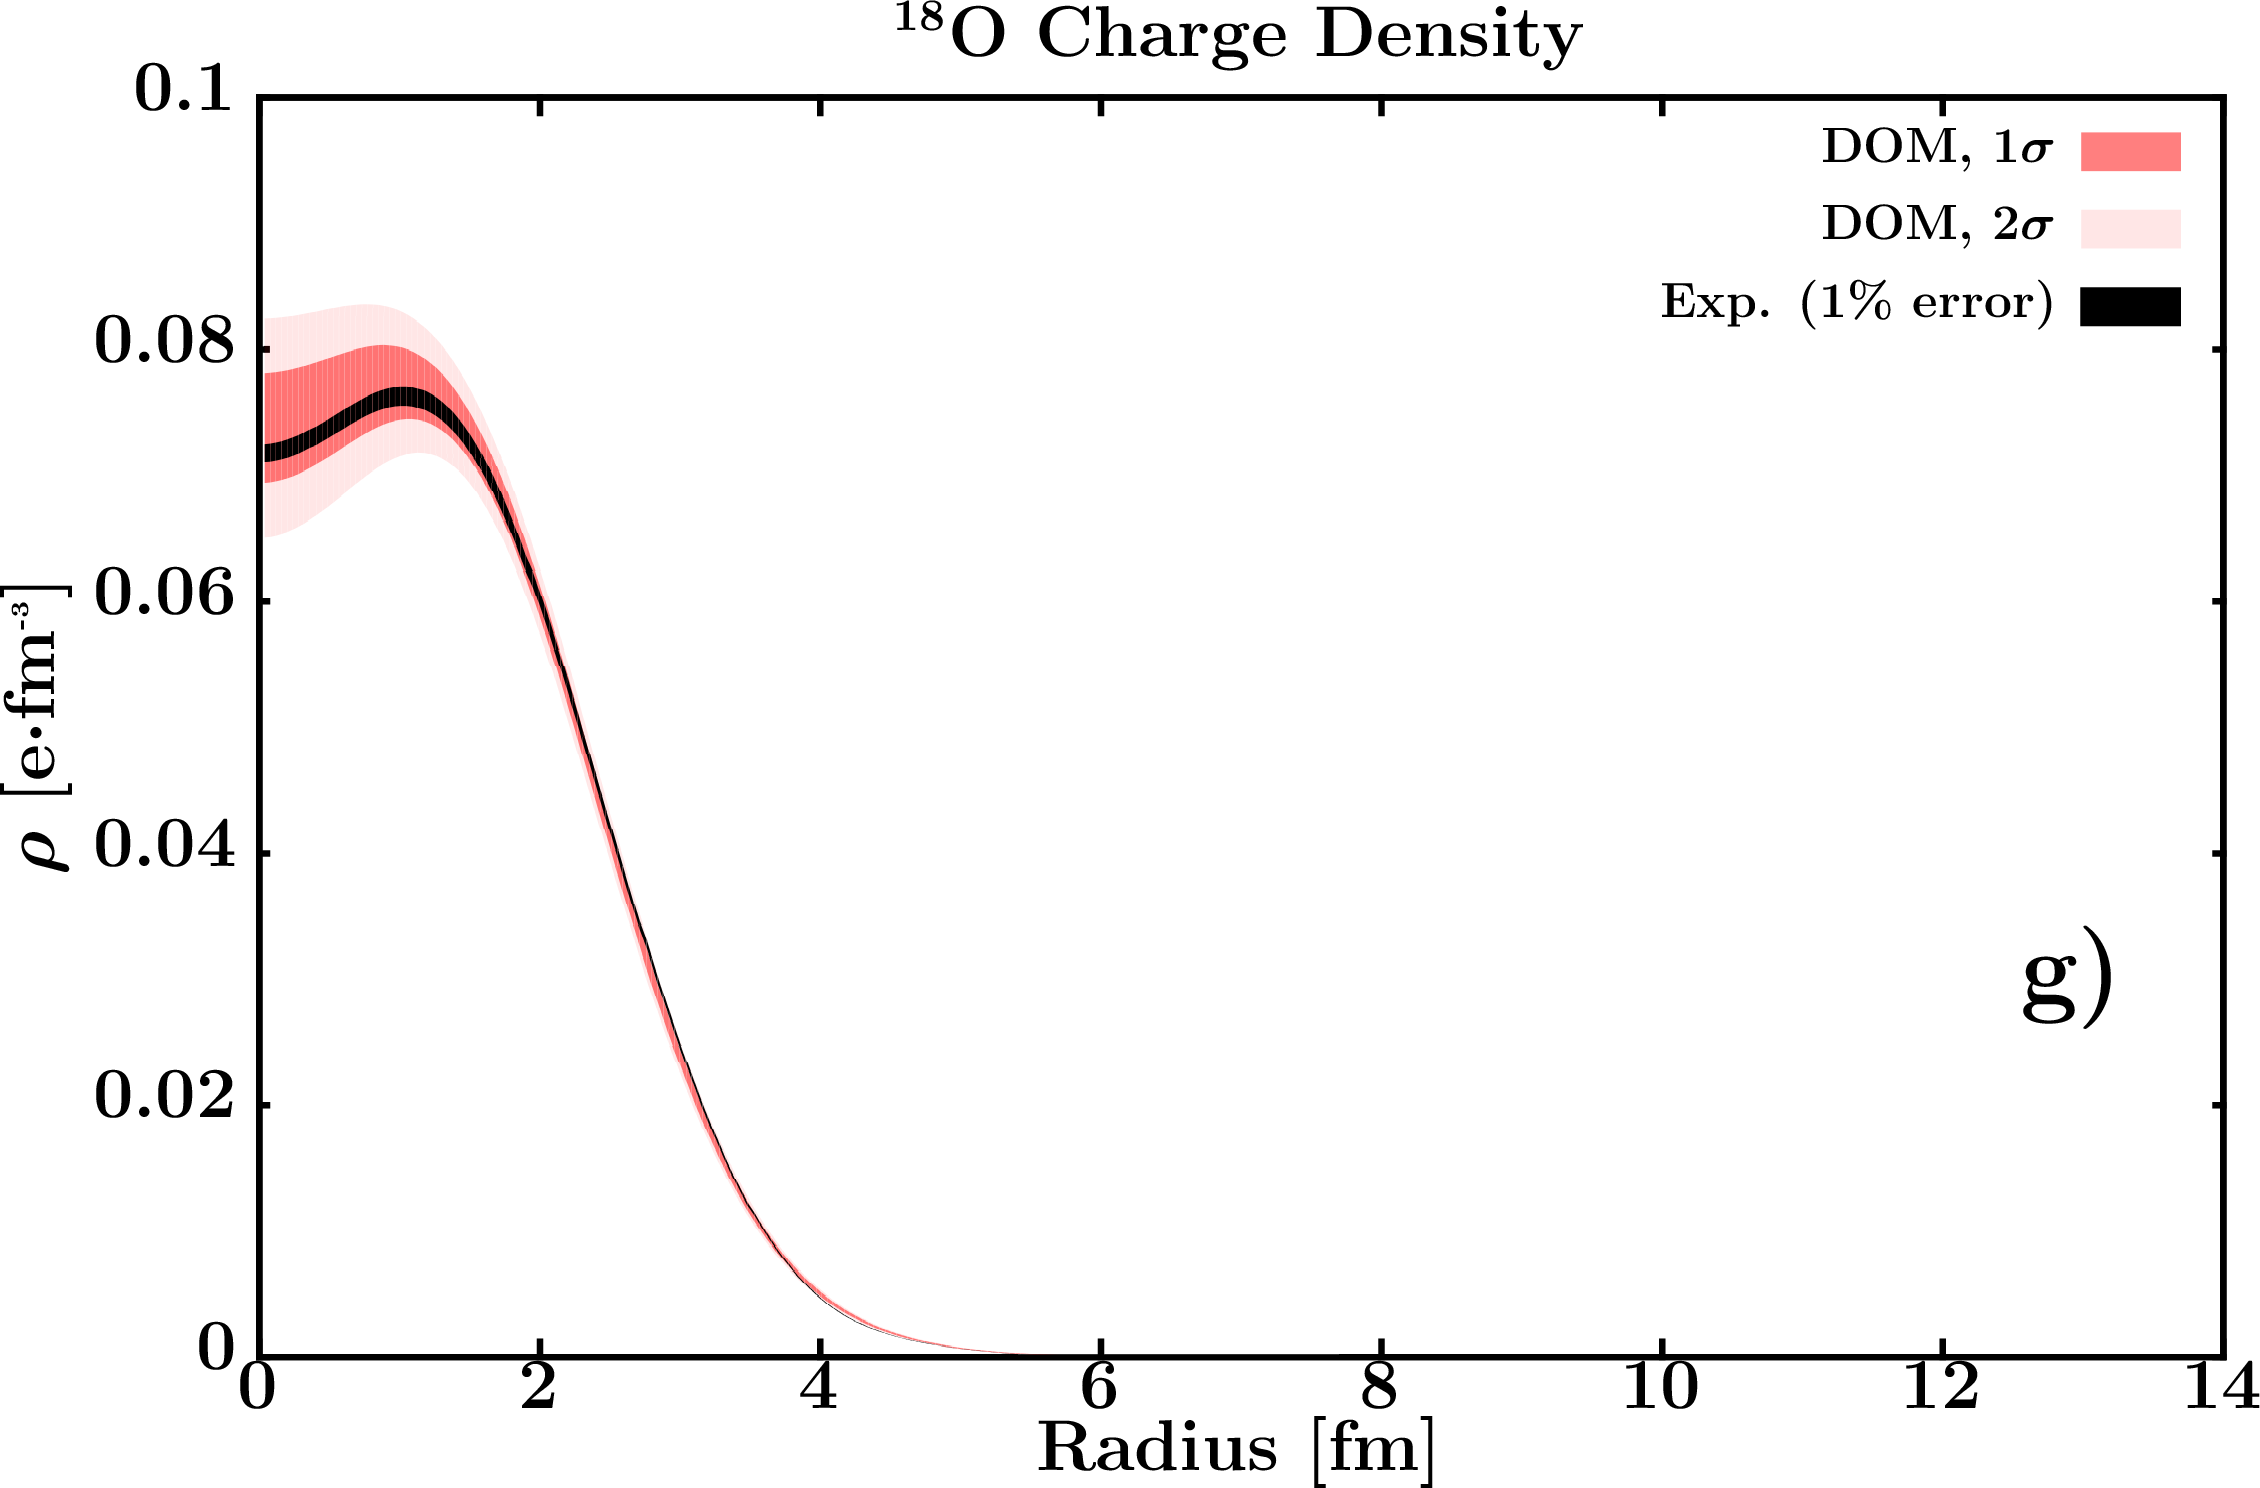 ¹⁸O Charge Density
0.1
0.08
0.06
0.04
0.02
0
ρ [e·fm⁻³]
DOM, 1σ
DOM, 2σ
Exp. (1% error)
g)
0 2 4 6 8 10 12 14
Radius [fm]